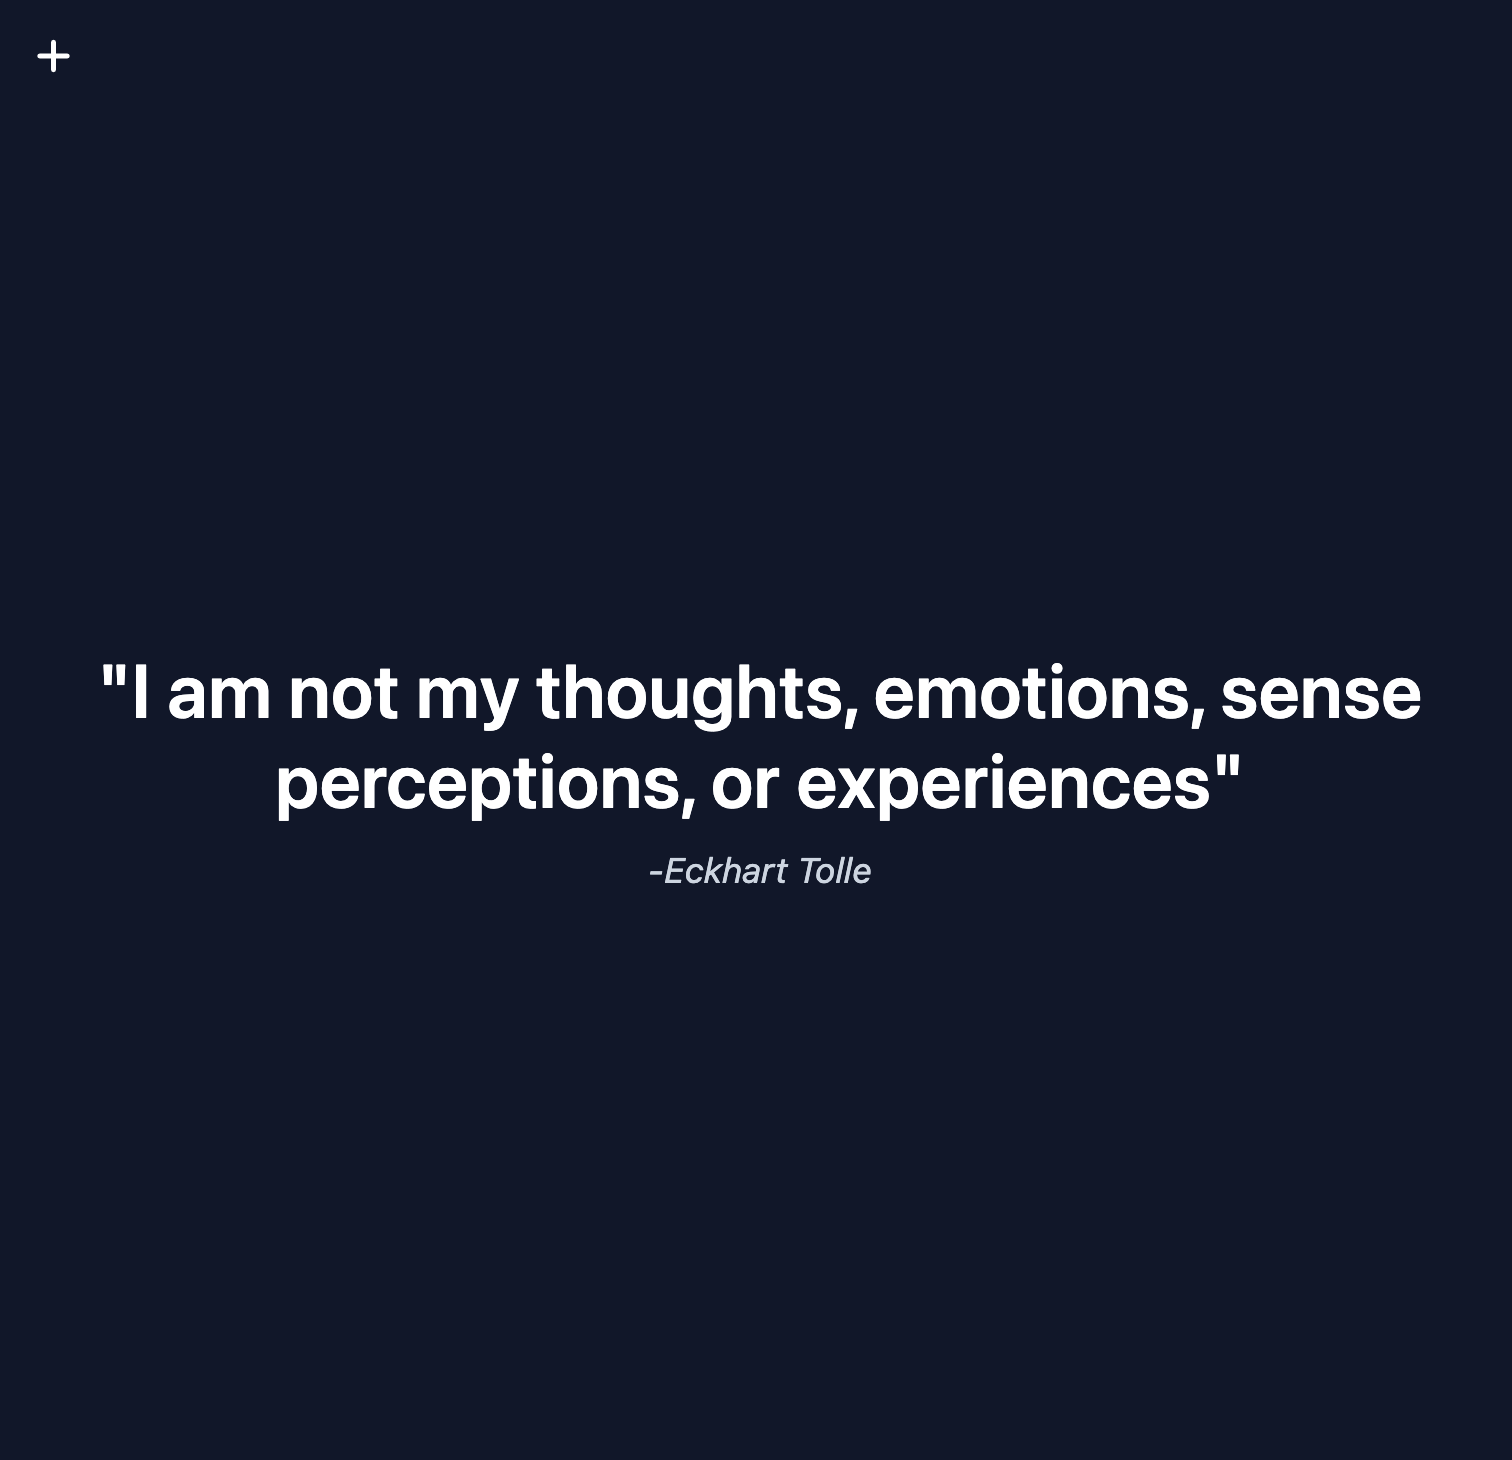 "I am not my thoughts, emotions, sense
perceptions, or experiences"
-Eckhart Tolle